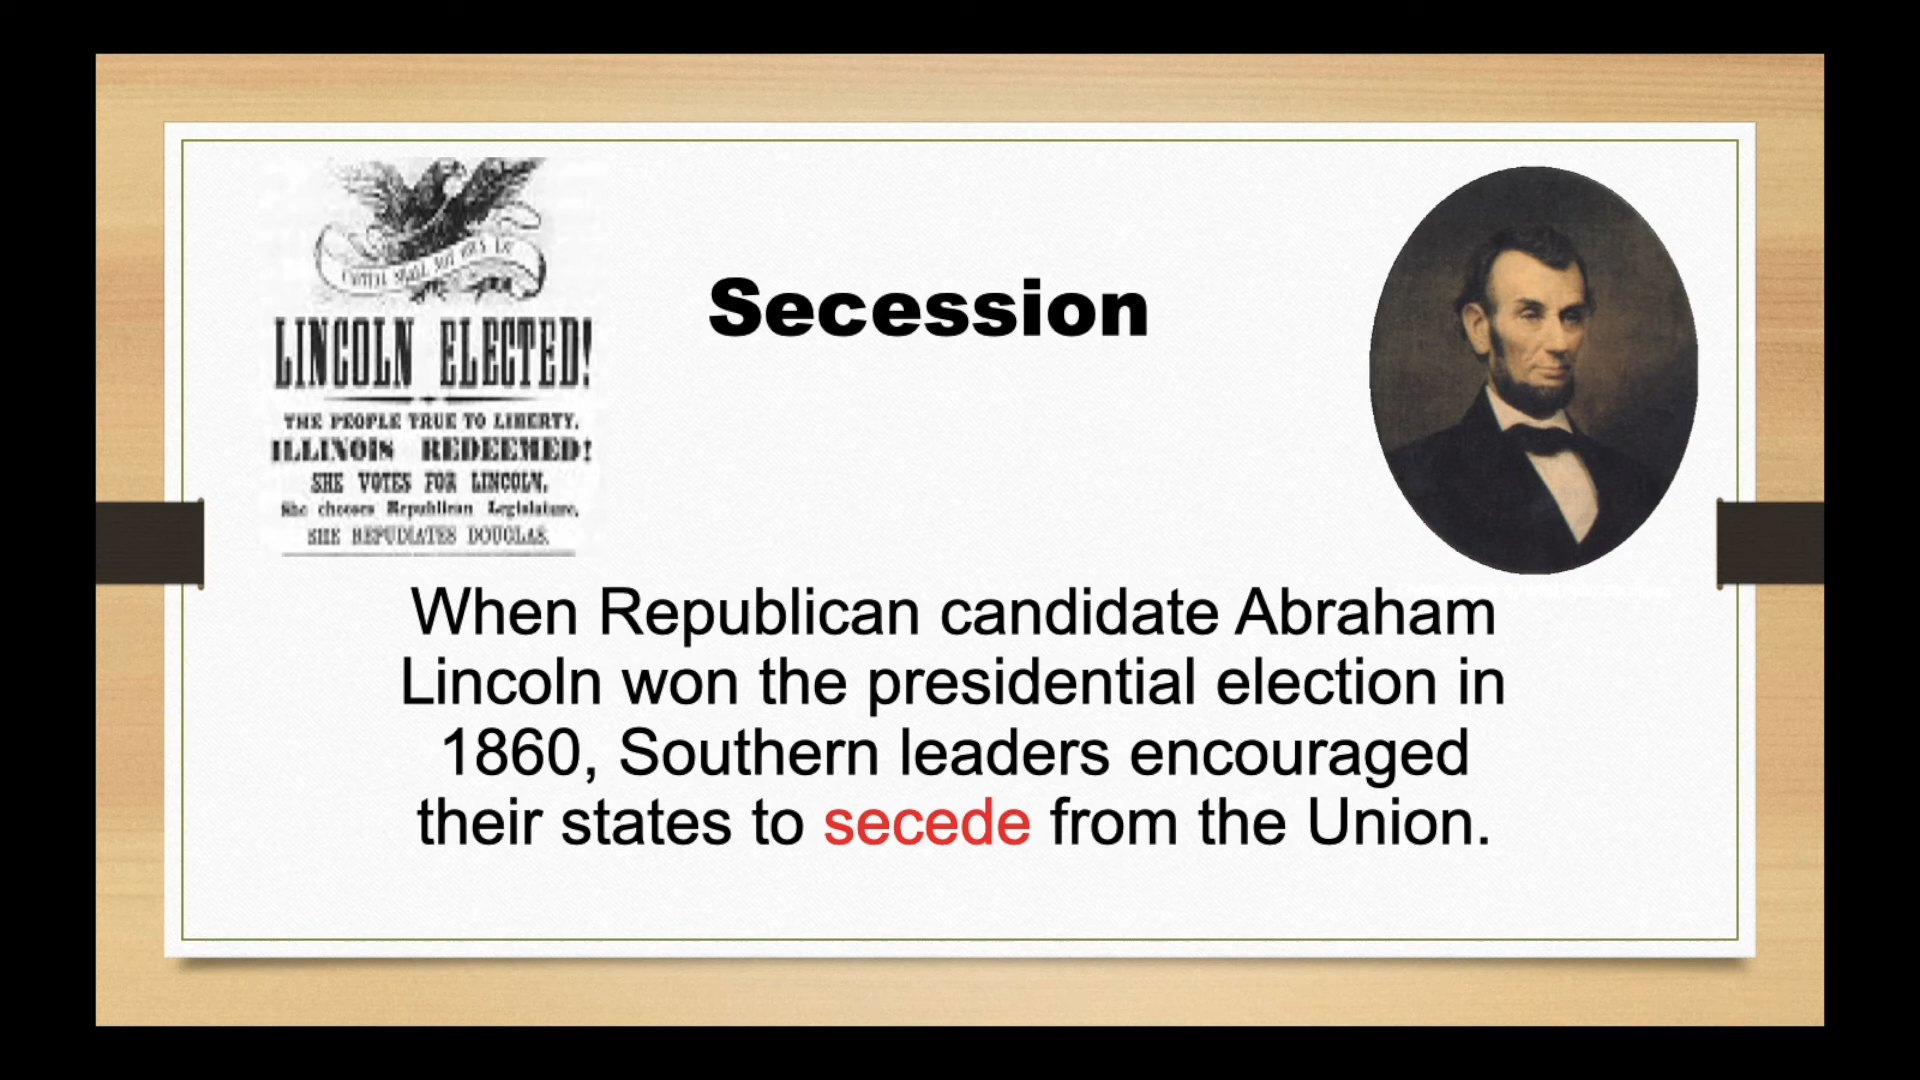 LINCOLN ELECTED!
THE PEOPLE TRUE TO LIBERTY.
ILLINOIS REDEEMED!
SHE VOTES FOR LINCOLN.
She chooses Republican Legislature,
SHE REPUDIATES DOUGLAS.
Secession
When Republican candidate Abraham
Lincoln won the presidential election in
1860, Southern leaders encouraged
their states to secede from the Union.